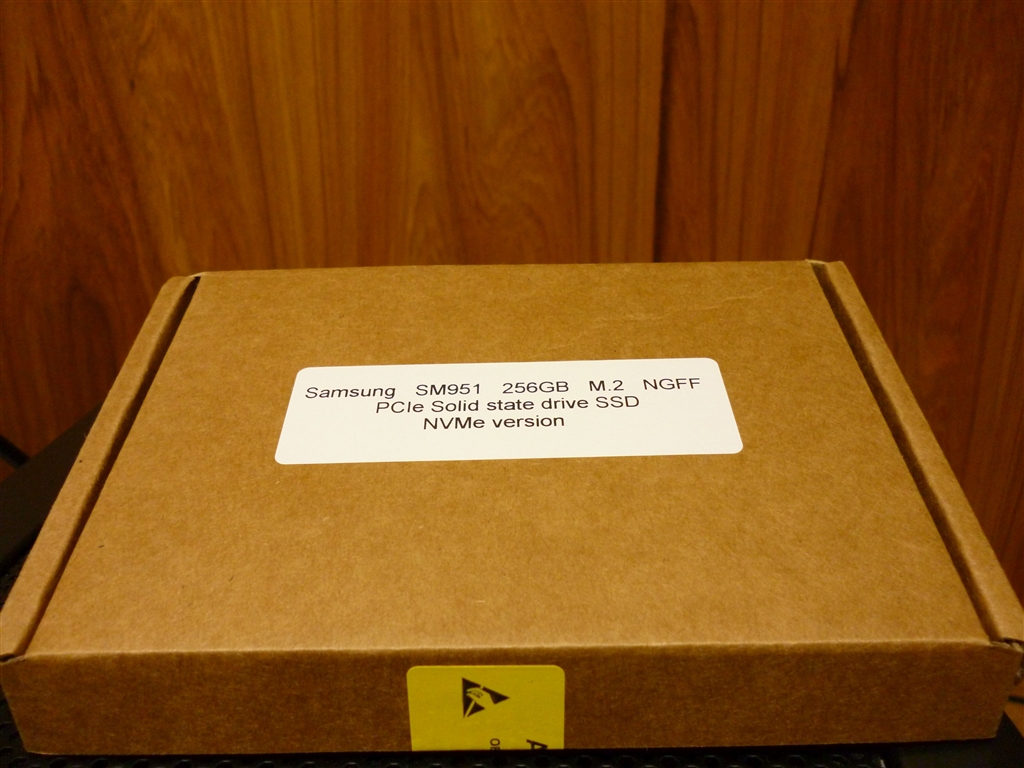 Samsung SM951 256GB M.2 NGFF
PCIe Solid state drive SSD
NVMe version